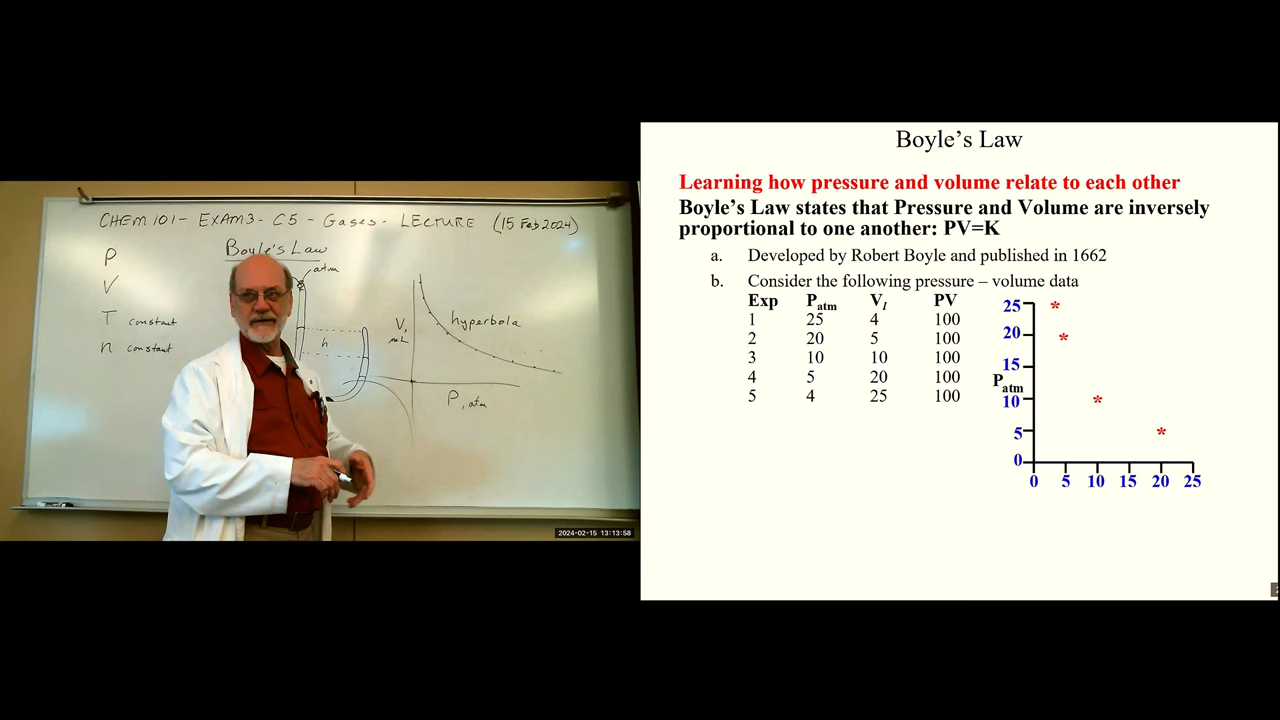 CHEM 101 - EXAM 3 - C5 - Gases - LECTURE (15 Feb 2024)
Boyle's Law
P
V
T constant
n constant
atm
h
V,
hyperbola
P, atm
2024-02-15 13:13:58
Boyle's Law
Learning how pressure and volume relate to each other
Boyle's Law states that Pressure and Volume are inversely
proportional to one another: PV=K
a. Developed by Robert Boyle and published in 1662
b. Consider the following pressure – volume data
Exp Patm Vl PV
1 25 4 100
2 20 5 100
3 10 10 100
4 5 20 100
5 4 25 100
25
20
15
Patm
10
5
0
0 5 10 15 20 25